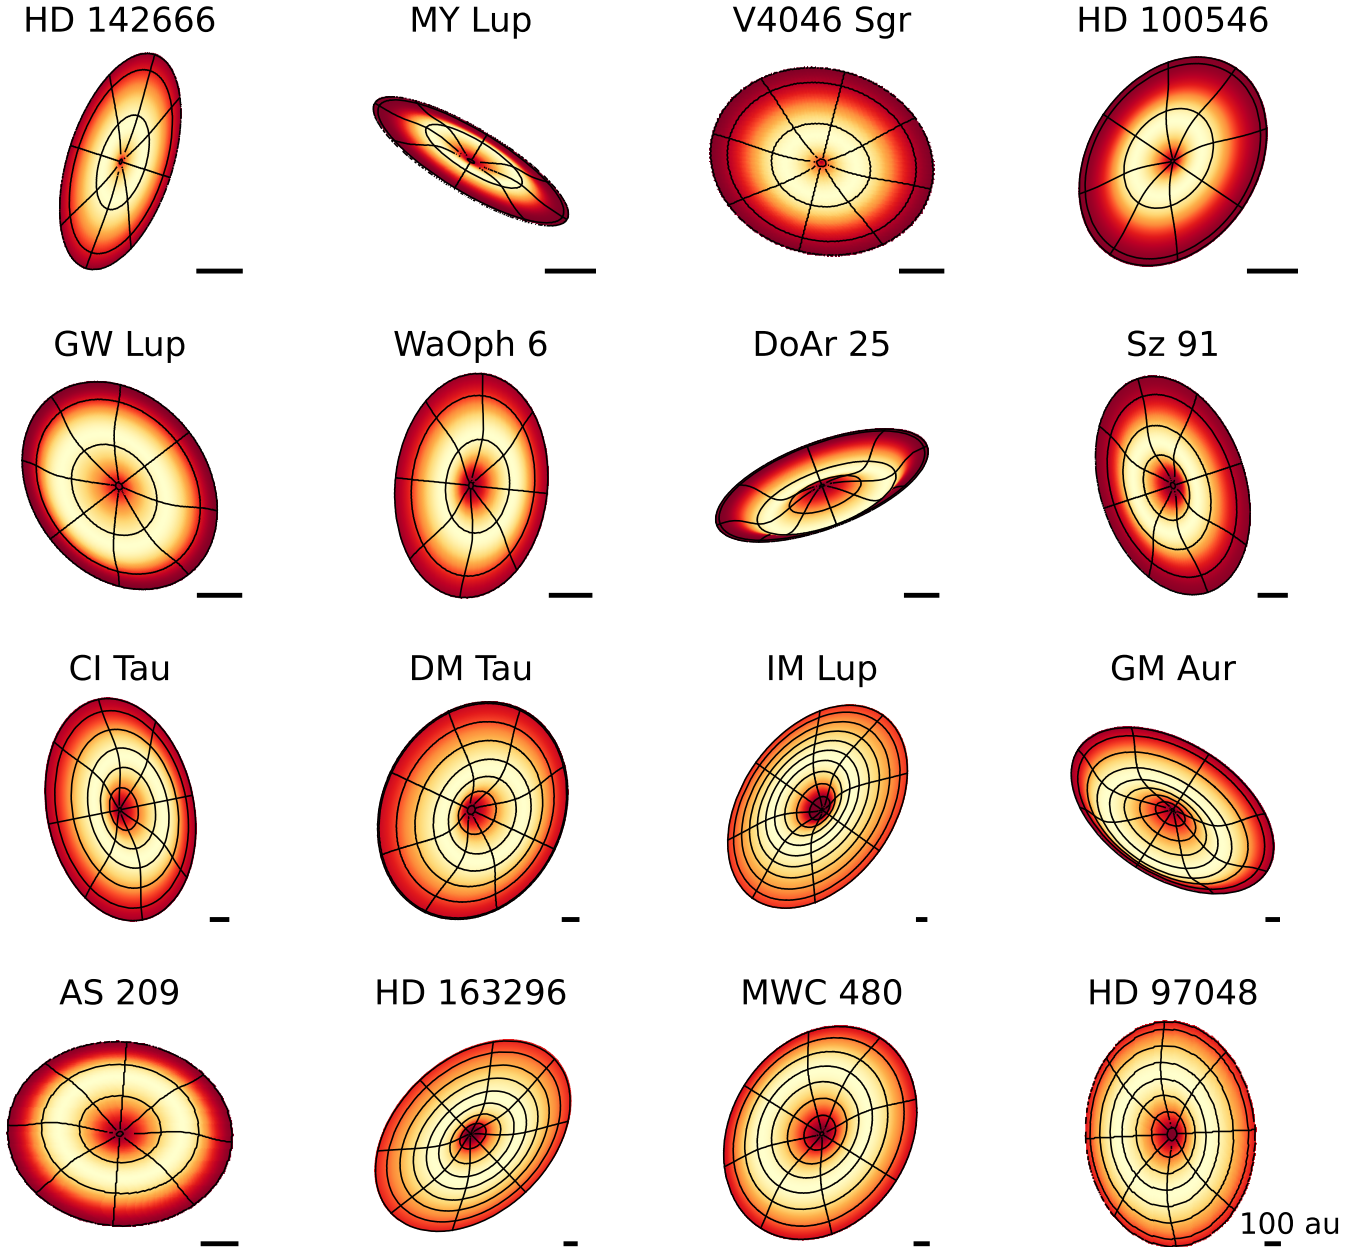 HD 142666
MY Lup
V4046 Sgr
HD 100546
GW Lup
WaOph 6
DoAr 25
Sz 91
CI Tau
DM Tau
IM Lup
GM Aur
AS 209
HD 163296
MWC 480
HD 97048
100 au